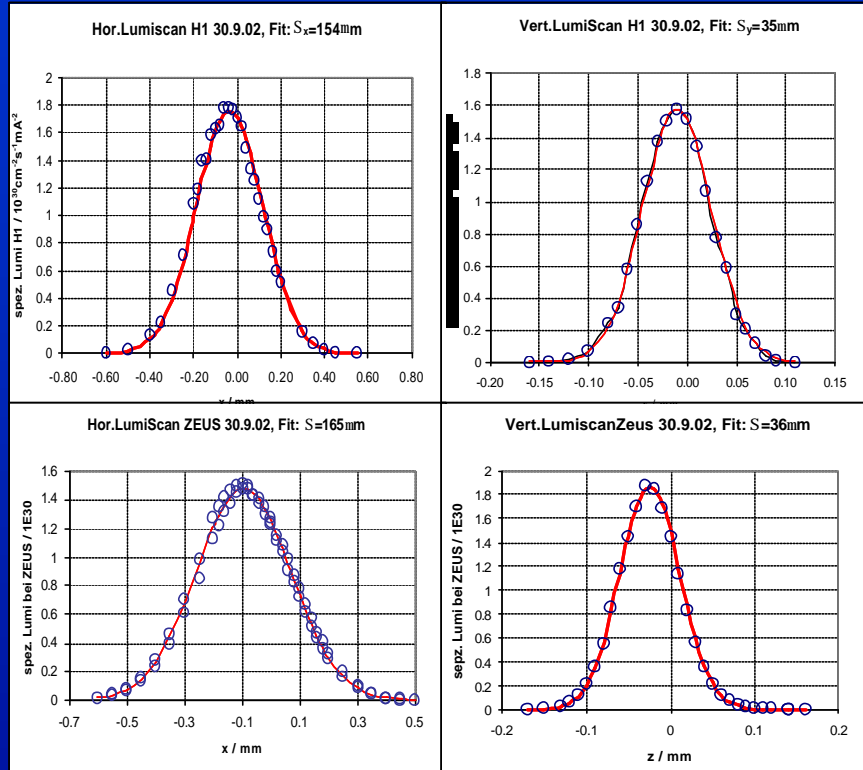 Hor.Lumiscan H1 30.9.02, Fit: Sx=154mm
spez. Lumi H1 / 10³⁰cm⁻²s⁻¹mA⁻²
2
1.8
1.6
1.4
1.2
1
0.8
0.6
0.4
0.2
0
-0.80 -0.60 -0.40 -0.20 0.00 0.20 0.40 0.60 0.80
x / mm
Vert.LumiScan H1 30.9.02, Fit: Sy=35mm
1.8
1.6
1.4
1.2
1
0.8
0.6
0.4
0.2
0
-0.20 -0.15 -0.10 -0.05 0.00 0.05 0.10 0.15
/ mm
Hor.LumiScan ZEUS 30.9.02, Fit: S=165mm
spez. Lumi bei ZEUS / 1E30
1.6
1.4
1.2
1
0.8
0.6
0.4
0.2
0
-0.7 -0.5 -0.3 -0.1 0.1 0.3 0.5
x / mm
Vert.LumiscanZeus 30.9.02, Fit: S=36mm
sepz. Lumi bei ZEUS / 1E30
2
1.8
1.6
1.4
1.2
1
0.8
0.6
0.4
0.2
0
-0.2 -0.1 0 0.1 0.2
z / mm